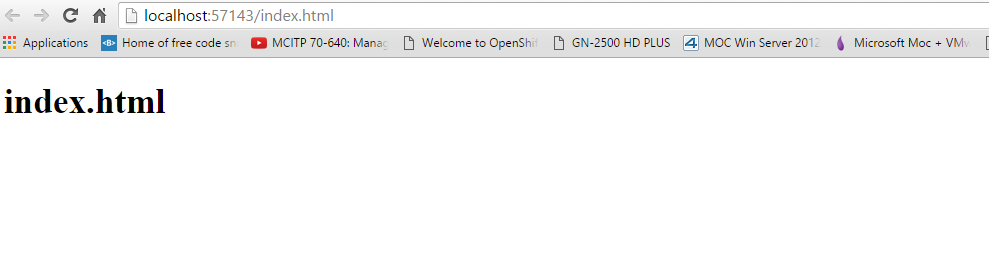 localhost:57143/index.html
Applications Home of free code sn MCITP 70-640: Manag Welcome to OpenShif GN-2500 HD PLUS MOC Win Server 2012 Microsoft Moc + VMw
index.html